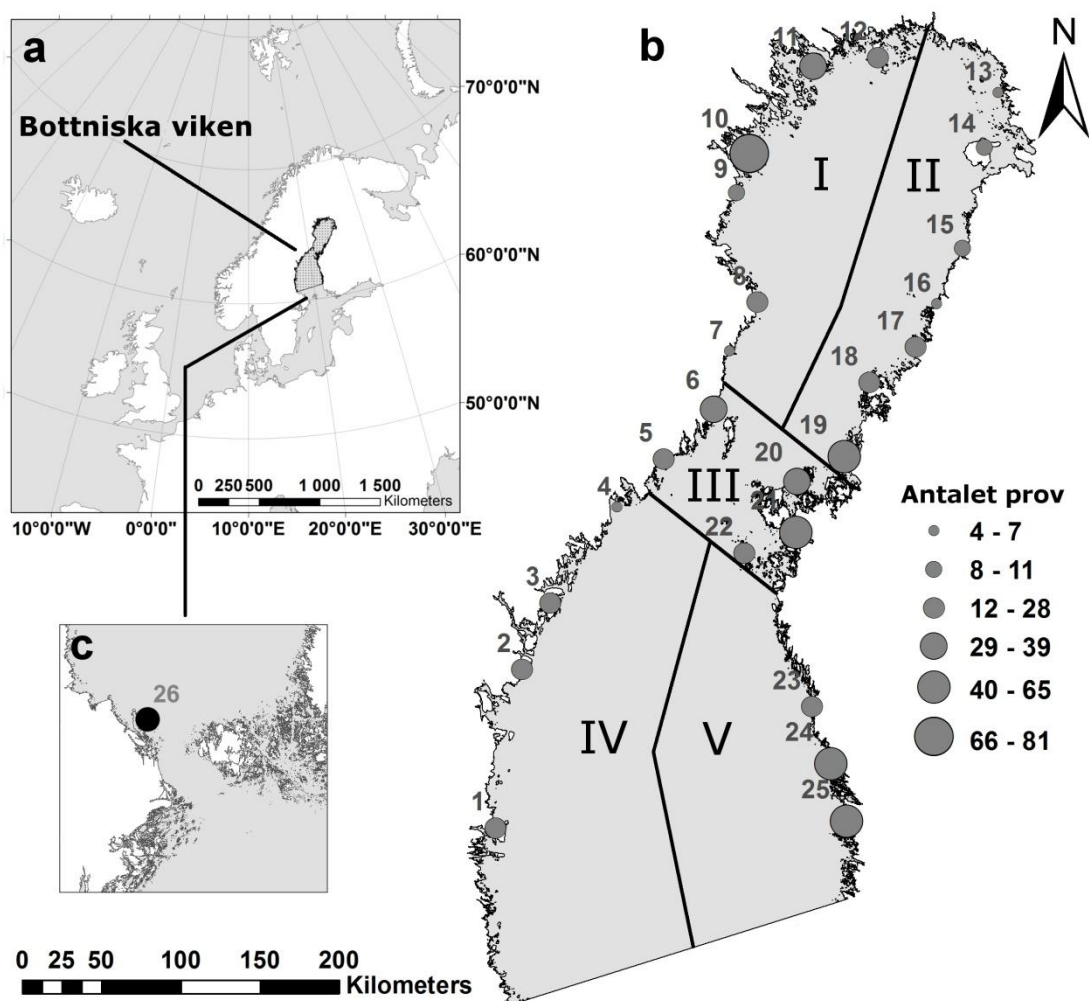 a
Bottniska viken
70°0'0"N
60°0'0"N
50°0'0"N
0 250 500 1 000 1 500
Kilometers
10°0'0"W 0°0'0" 10°0'0"E 20°0'0"E 30°0'0"E
c
26
0 25 50 100 150 200
Kilometers
b
N
11
12
13
10
14
9
I
II
15
8
16
7
17
18
6
19
5
20
III
4
21
22
3
2
23
24
IV
V
25
1
Antalet prov
4 - 7
8 - 11
12 - 28
29 - 39
40 - 65
66 - 81